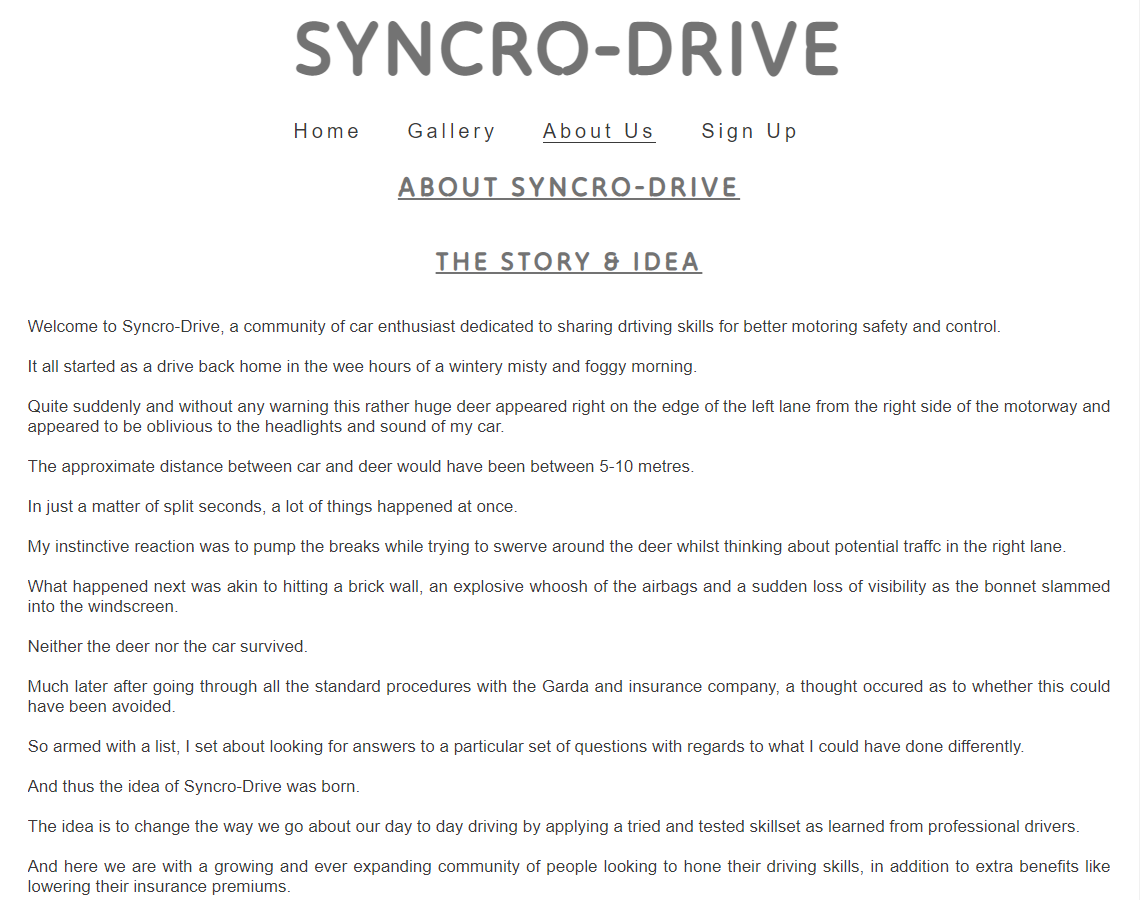 SYNCRO-DRIVE
Home Gallery About Us Sign Up
ABOUT SYNCRO-DRIVE
THE STORY & IDEA
Welcome to Syncro-Drive, a community of car enthusiast dedicated to sharing drtiving skills for better motoring safety and control.
It all started as a drive back home in the wee hours of a wintery misty and foggy morning.
Quite suddenly and without any warning this rather huge deer appeared right on the edge of the left lane from the right side of the motorway and
appeared to be oblivious to the headlights and sound of my car.
The approximate distance between car and deer would have been between 5-10 metres.
In just a matter of split seconds, a lot of things happened at once.
My instinctive reaction was to pump the breaks while trying to swerve around the deer whilst thinking about potential traffc in the right lane.
What happened next was akin to hitting a brick wall, an explosive whoosh of the airbags and a sudden loss of visibility as the bonnet slammed
into the windscreen.
Neither the deer nor the car survived.
Much later after going through all the standard procedures with the Garda and insurance company, a thought occured as to whether this could
have been avoided.
So armed with a list, I set about looking for answers to a particular set of questions with regards to what I could have done differently.
And thus the idea of Syncro-Drive was born.
The idea is to change the way we go about our day to day driving by applying a tried and tested skillset as learned from professional drivers.
And here we are with a growing and ever expanding community of people looking to hone their driving skills, in addition to extra benefits like
lowering their insurance premiums.